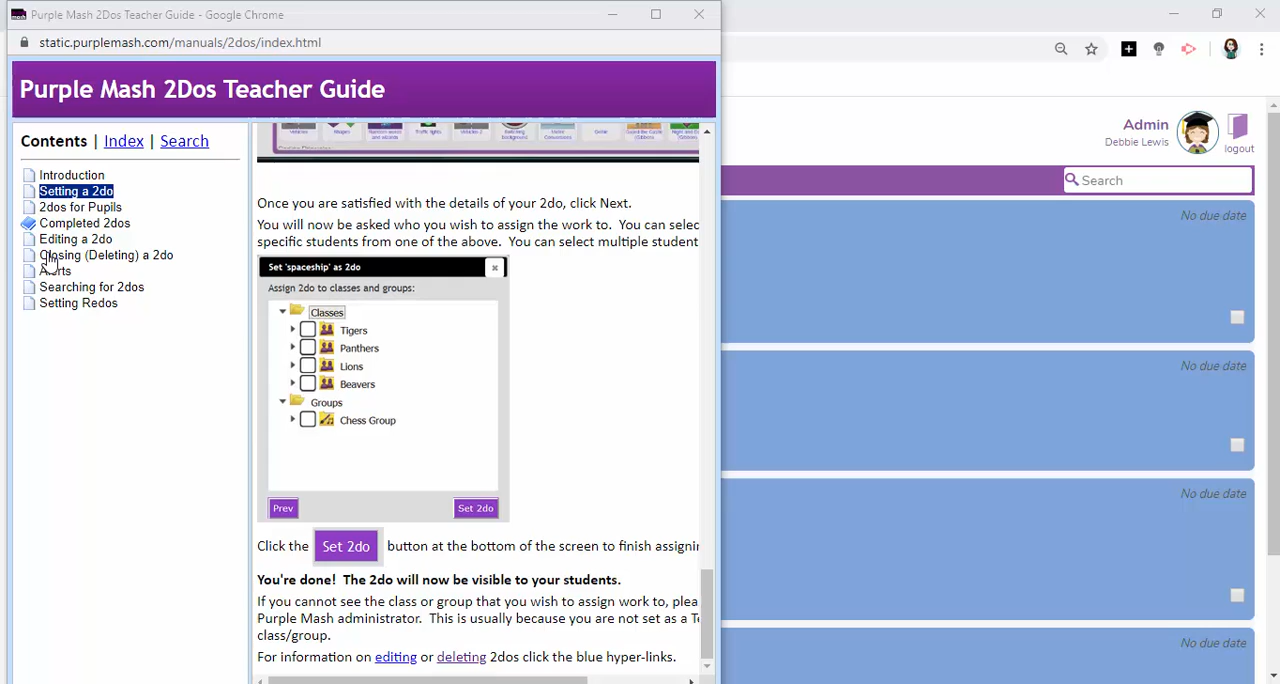 Purple Mash 2Dos Teacher Guide - Google Chrome
static.purplemash.com/manuals/2dos/index.html
Purple Mash 2Dos Teacher Guide
Contents | Index | Search
Introduction
Setting a 2do
2dos for Pupils
Completed 2dos
Editing a 2do
Closing (Deleting) a 2do
Alerts
Searching for 2dos
Setting Redos
Once you are satisfied with the details of your 2do, click Next.
You will now be asked who you wish to assign the work to. You can selec
specific students from one of the above. You can select multiple student
Set 'spaceship' as 2do
Assign 2do to classes and groups:
Classes
Tigers
Panthers
Lions
Beavers
Groups
Chess Group
Prev
Set 2do
Click the Set 2do button at the bottom of the screen to finish assignin
You're done! The 2do will now be visible to your students.
If you cannot see the class or group that you wish to assign work to, plea
Purple Mash administrator. This is usually because you are not set as a T
class/group.
For information on editing or deleting 2dos click the blue hyper-links.
Admin
Debbie Lewis
logout
Search
No due date
No due date
No due date
No due date